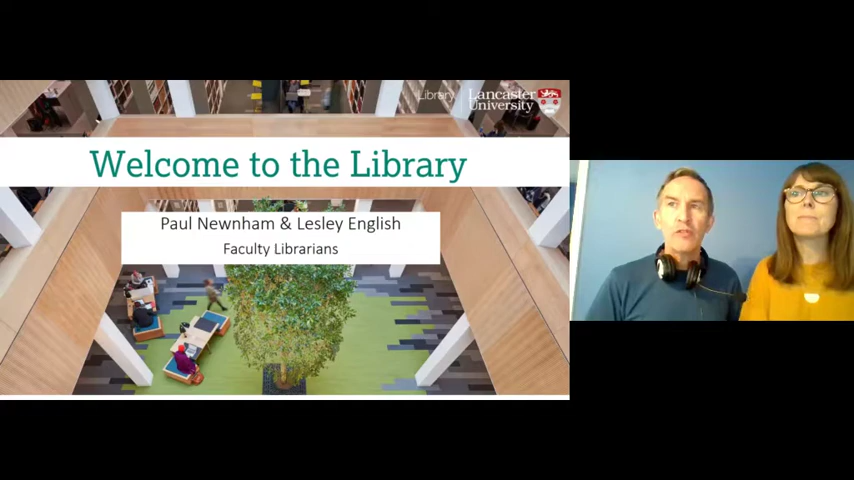 Library
Lancaster
University
Welcome to the Library
Paul Newnham & Lesley English
Faculty Librarians